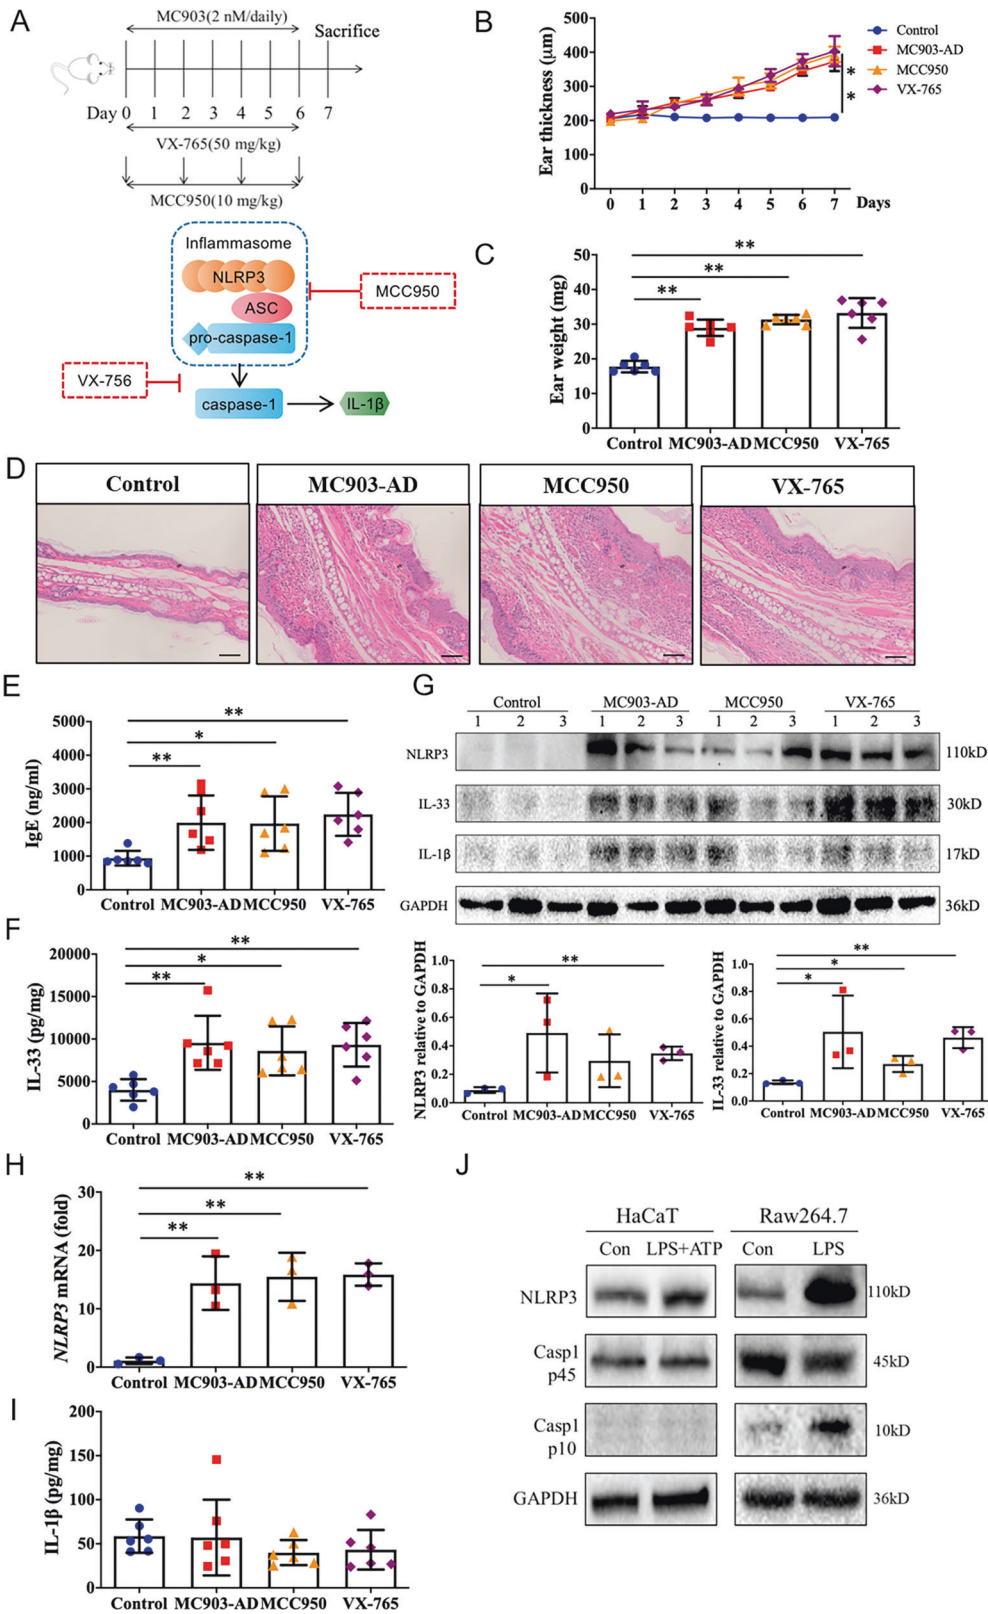 A
MC903(2 nM/daily)
Sacrifice
Day 0 1 2 3 4 5 6 7
VX-765(50 mg/kg)
MCC950(10 mg/kg)
Inflammasome
NLRP3
ASC
pro-caspase-1
MCC950
VX-756
caspase-1
IL-1β
B
Ear thickness (μm)
500
400
300
200
100
0
0 1 2 3 4 5 6 7 Days
Control
MC903-AD
MCC950
VX-765
*
*
C
Ear weight (mg)
50
40
30
20
10
0
**
**
**
Control MC903-AD MCC950 VX-765
D
Control MC903-AD MCC950 VX-765
E
IgE (ng/ml)
5000
4000
3000
2000
1000
0
**
*
**
Control MC903-AD MCC950 VX-765
F
IL-33 (pg/mg)
20000
15000
10000
5000
0
**
*
**
Control MC903-AD MCC950 VX-765
G
Control MC903-AD MCC950 VX-765
1 2 3 1 2 3 1 2 3 1 2 3
NLRP3 110kD
IL-33 30kD
IL-1β 17kD
GAPDH 36kD
NLRP3 relative to GAPDH
1.0
0.8
0.6
0.4
0.2
0.0
**
*
Control MC903-AD MCC950 VX-765
IL-33 relative to GAPDH
1.0
0.8
0.6
0.4
0.2
0.0
**
*
*
Control MC903-AD MCC950 VX-765
H
NLRP3 mRNA (fold)
30
20
10
0
**
**
**
Control MC903-AD MCC950 VX-765
I
IL-1β (pg/mg)
200
150
100
50
0
Control MC903-AD MCC950 VX-765
J
HaCaT Raw264.7
Con LPS+ATP Con LPS
NLRP3 110kD
Casp1
p45 45kD
Casp1
p10 10kD
GAPDH 36kD